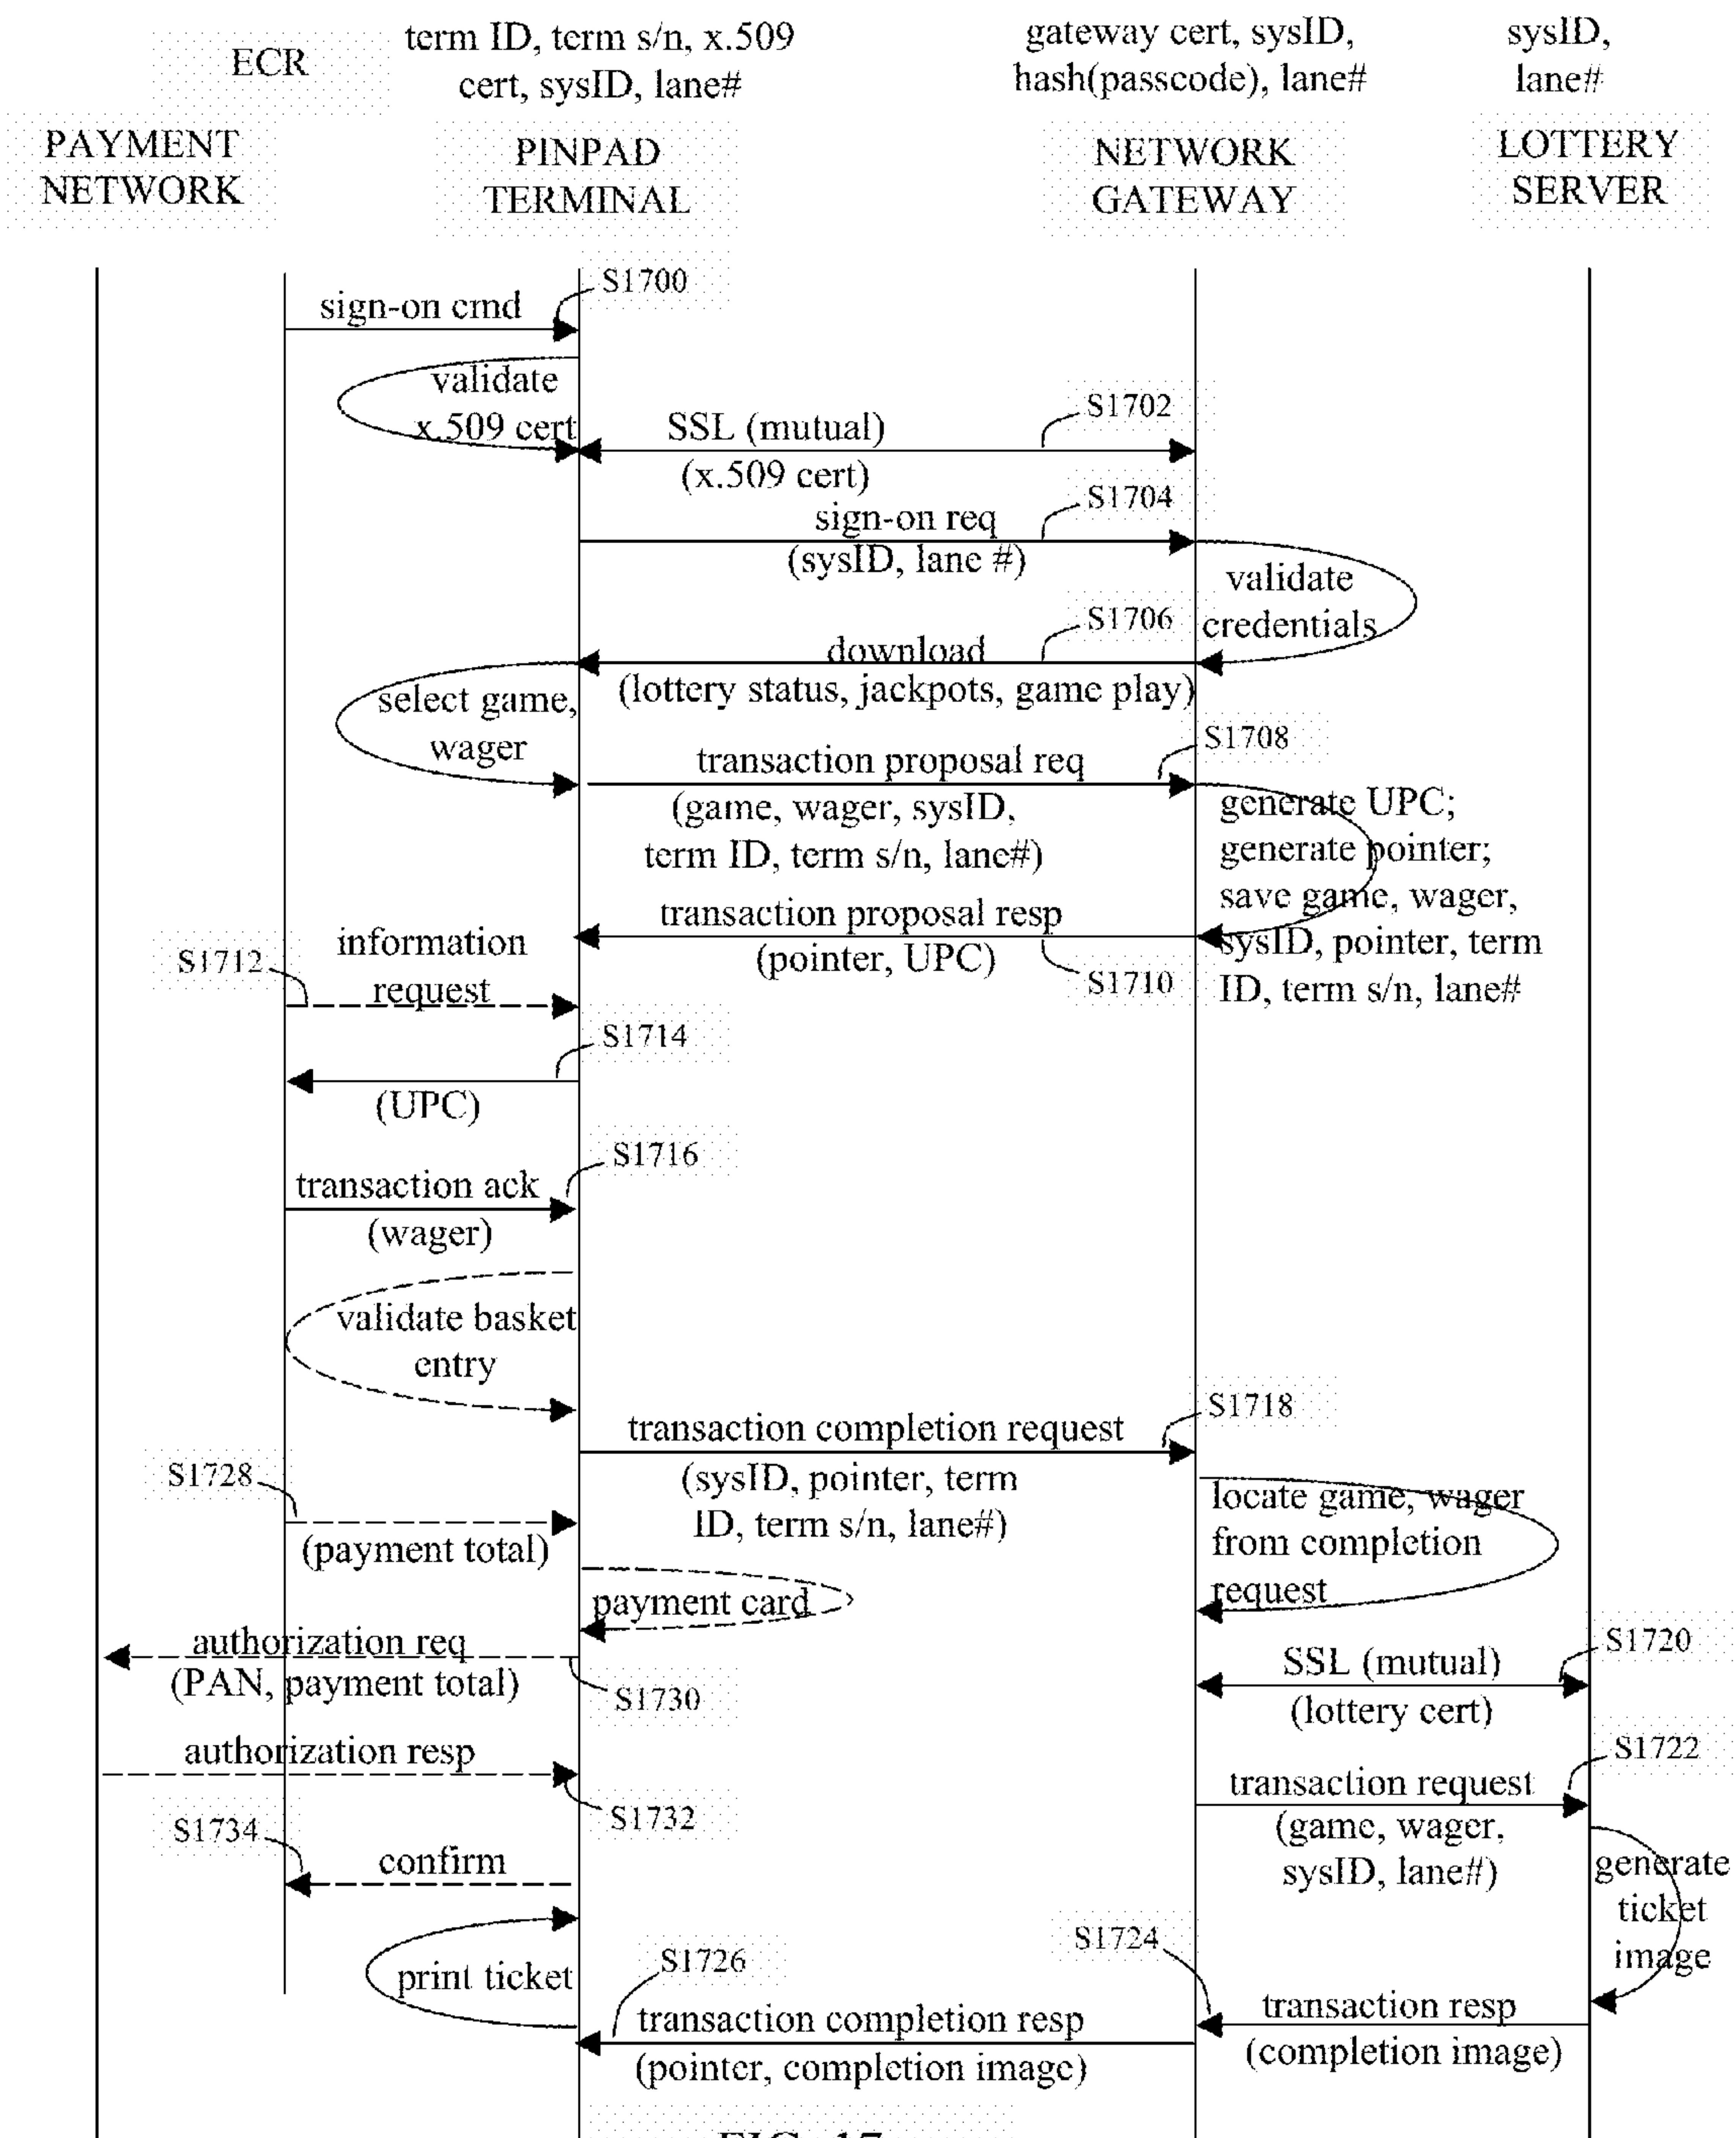 ECR
term ID, term s/n, x.509
cert, sysID, lane#
gateway cert, sysID,
hash(passcode), lane#
sysID,
lane#
PAYMENT
NETWORK
PINPAD
TERMINAL
NETWORK
GATEWAY
LOTTERY
SERVER
S1700
sign-on cmd
validate
x.509 cert
S1702
SSL (mutual)
(x.509 cert)
S1704
sign-on req
(sysID, lane #)
validate
credentials
S1706
download
(lottery status, jackpots, game play)
select game,
wager
S1708
transaction proposal req
(game, wager, sysID,
term ID, term s/n, lane#)
generate UPC;
generate pointer;
save game, wager,
sysID, pointer, term
ID, term s/n, lane#
transaction proposal resp
(pointer, UPC)
S1710
information
request
S1712
S1714
(UPC)
S1716
transaction ack
(wager)
validate basket
entry
S1718
transaction completion request
(sysID, pointer, term
ID, term s/n, lane#)
S1728
(payment total)
locate game, wager
from completion
request
payment card
authorization req
(PAN, payment total)
S1730
S1720
SSL (mutual)
(lottery cert)
authorization resp
S1732
S1722
transaction request
(game, wager,
sysID, lane#)
S1734
confirm
generate
ticket
image
print ticket
S1726
S1724
transaction completion resp
(pointer, completion image)
transaction resp
(completion image)
FIG. 17